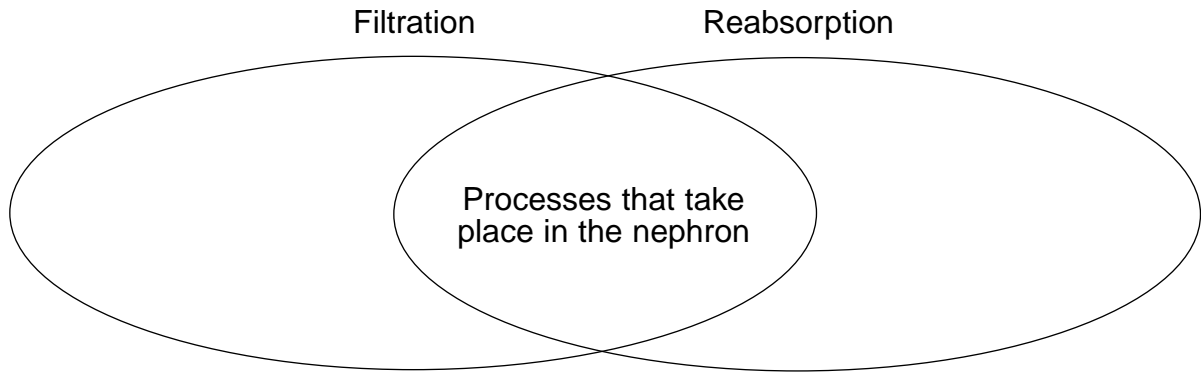 Filtration
Reabsorption
Processes that take
place in the nephron